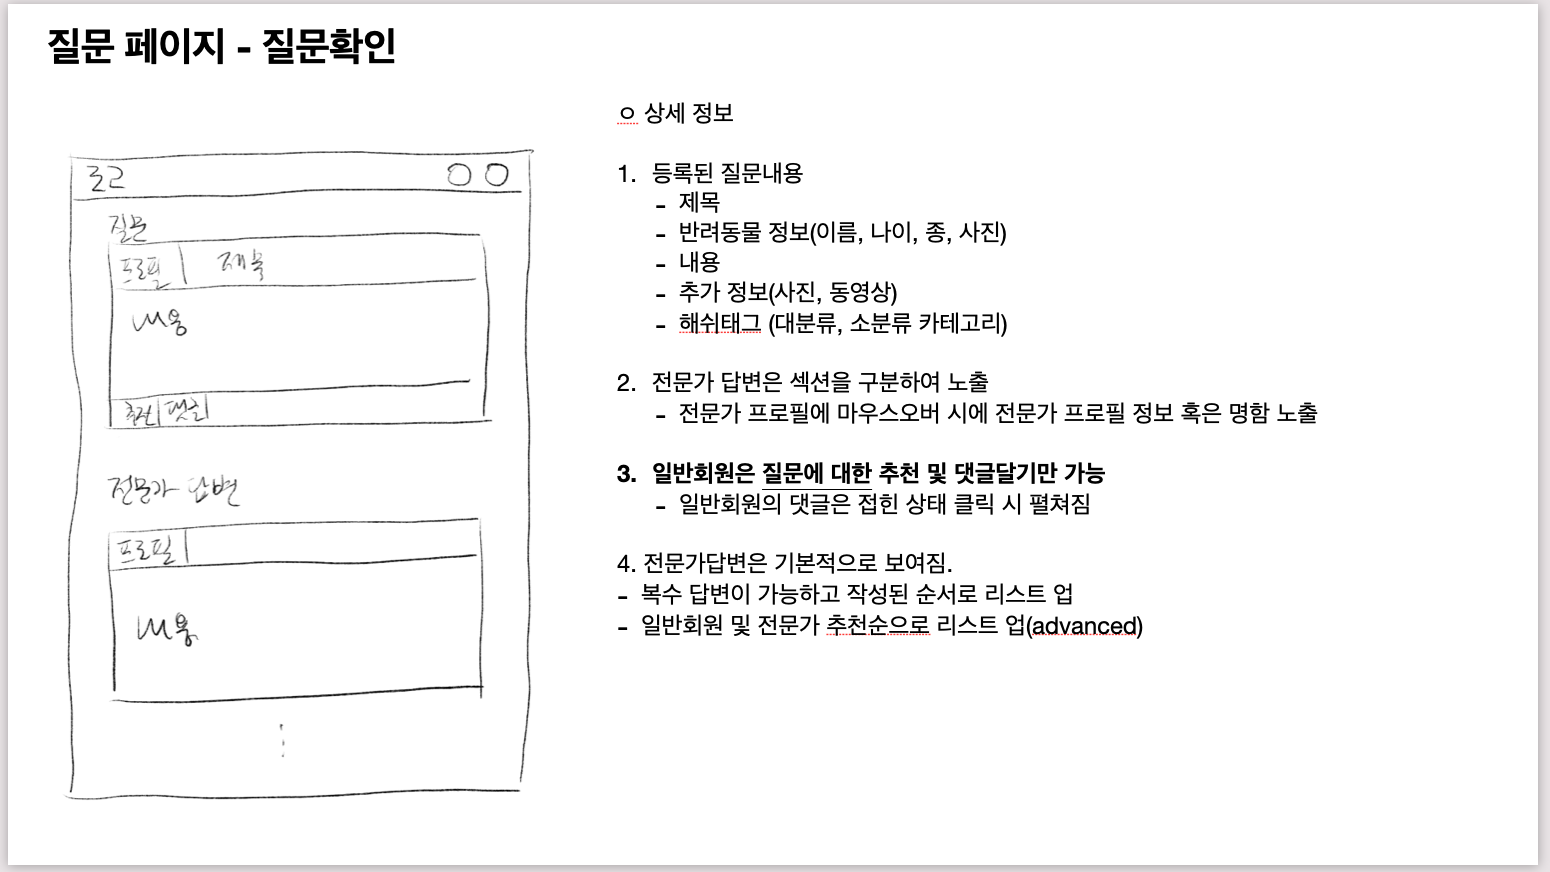 질문 페이지 - 질문확인
로고
질문
프로필 제목
내용
추천 댓글
전문가 답변
프로필
내용
ㅇ 상세 정보
1. 등록된 질문내용
- 제목
- 반려동물 정보(이름, 나이, 종, 사진)
- 내용
- 추가 정보(사진, 동영상)
- 해쉬태그 (대분류, 소분류 카테고리)
2. 전문가 답변은 섹션을 구분하여 노출
- 전문가 프로필에 마우스오버 시에 전문가 프로필 정보 혹은 명함 노출
3. 일반회원은 질문에 대한 추천 및 댓글달기만 가능
- 일반회원의 댓글은 접힌 상태 클릭 시 펼쳐짐
4. 전문가답변은 기본적으로 보여짐.
- 복수 답변이 가능하고 작성된 순서로 리스트 업
- 일반회원 및 전문가 추천순으로 리스트 업(advanced)